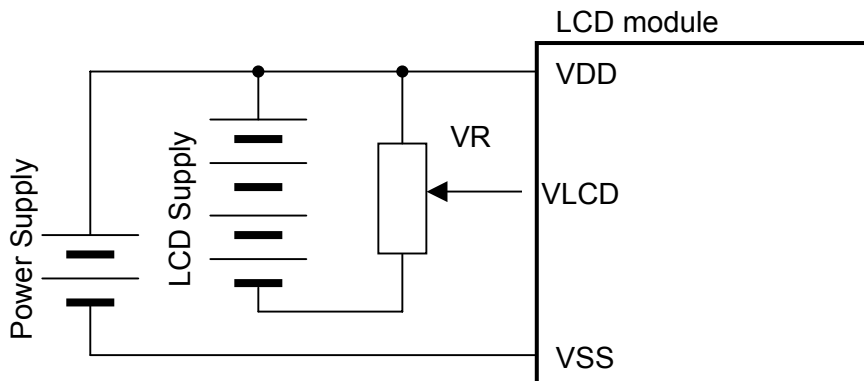 LCD module
VDD
VR
VLCD
LCD Supply
Power Supply
VSS